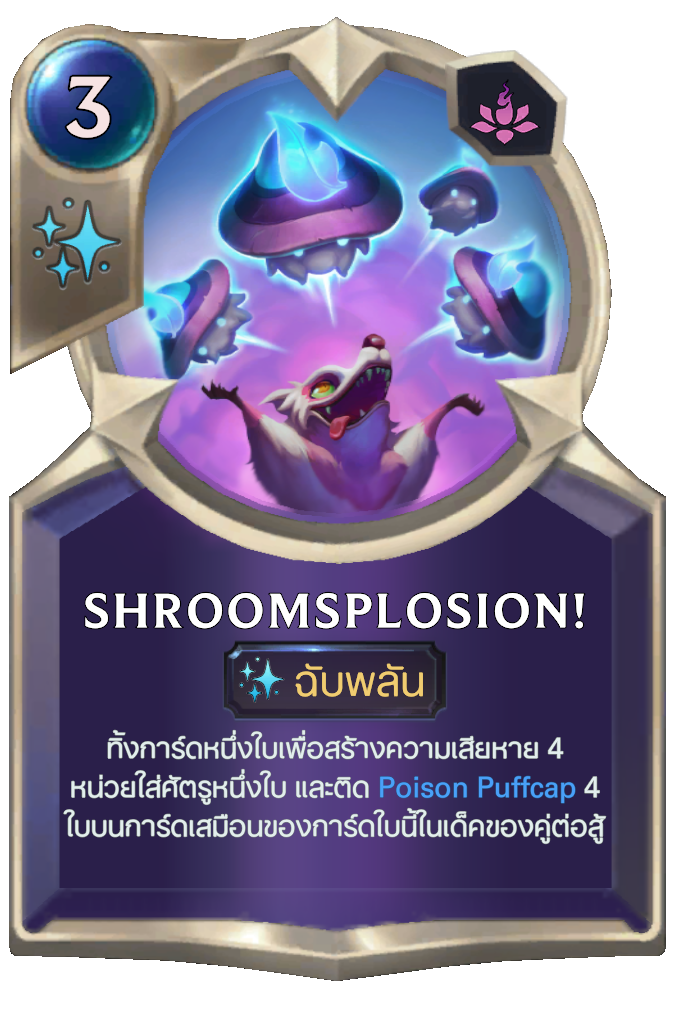 3
SHROOMSPLOSION!
ฉับพลัน
ทิ้งการ์ดหนึ่งใบเพื่อสร้างความเสียหาย 4
หน่วยใส่ศัตรูหนึ่งใบ และติด Poison Puffcap 4
ใบบนการ์ดเสมือนของการ์ดใบนี้ในเด็คของคู่ต่อสู้